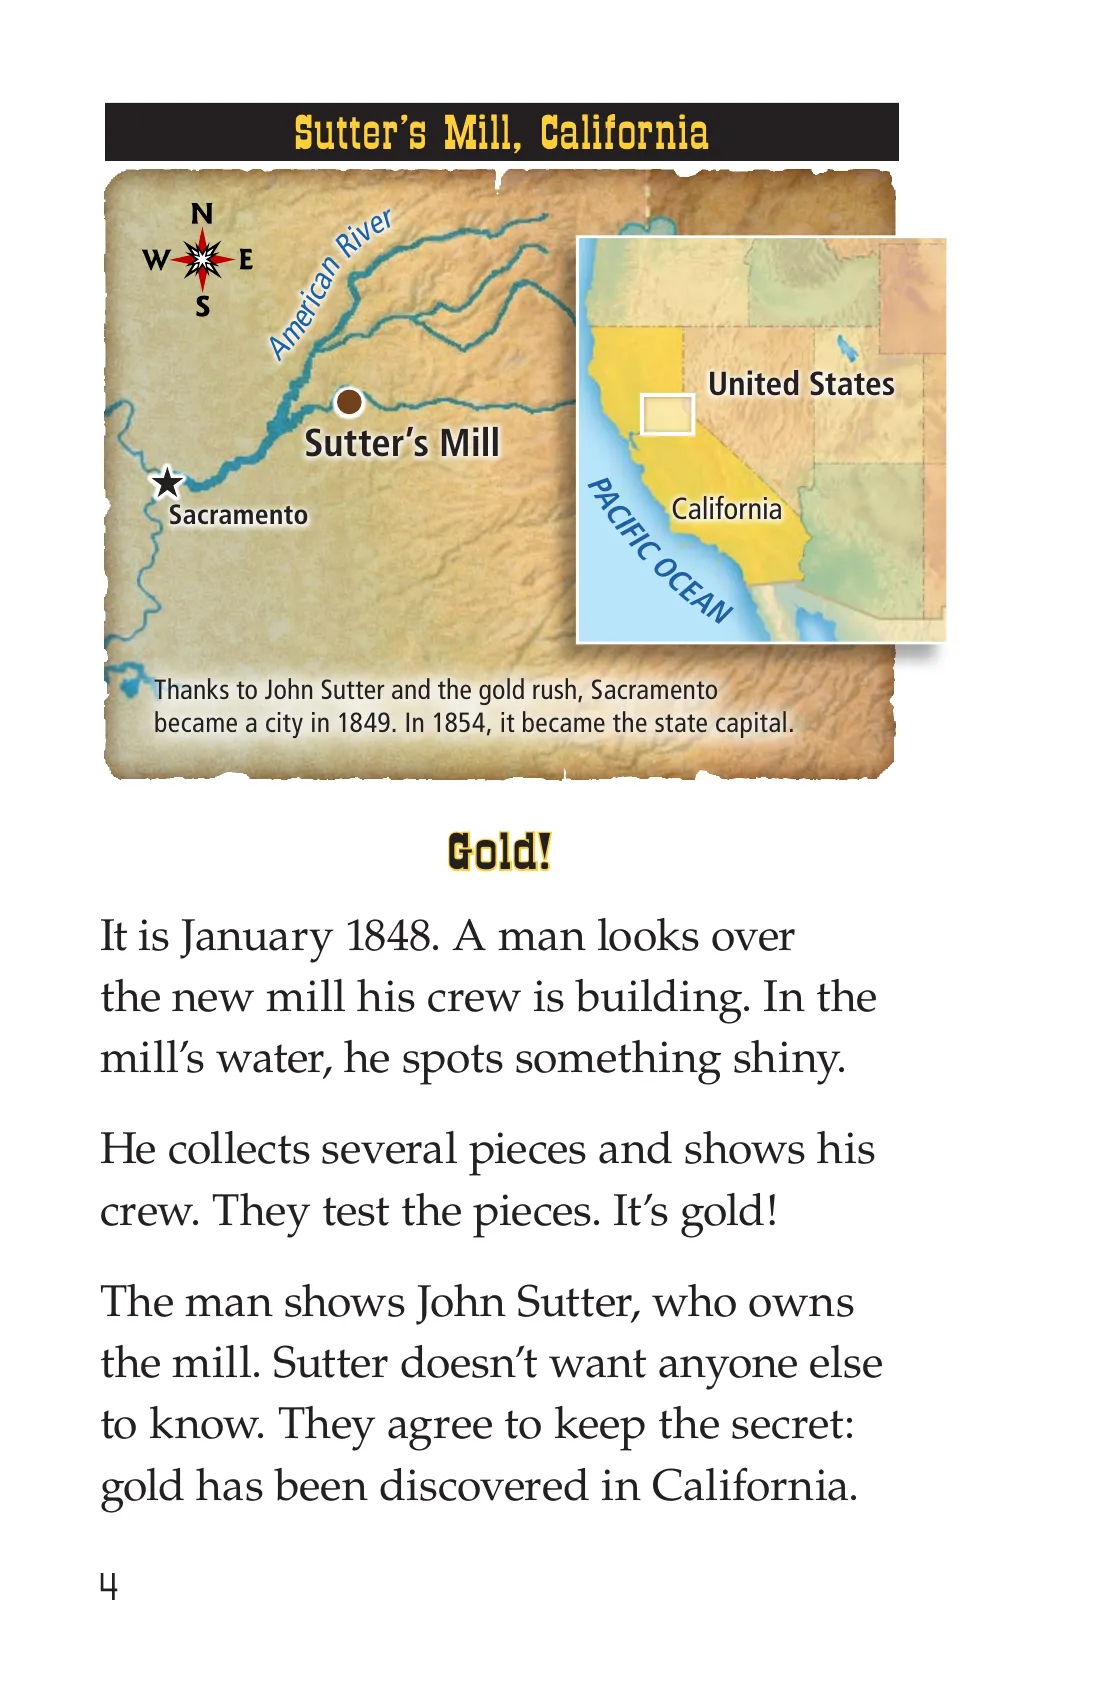 Sutter’s Mill, California
N
W E
S
American River
United States
Sutter’s Mill
Sacramento
California
PACIFIC OCEAN
Thanks to John Sutter and the gold rush, Sacramento
became a city in 1849. In 1854, it became the state capital.
Gold!
It is January 1848. A man looks over
the new mill his crew is building. In the
mill’s water, he spots something shiny.
He collects several pieces and shows his
crew. They test the pieces. It’s gold!
The man shows John Sutter, who owns
the mill. Sutter doesn’t want anyone else
to know. They agree to keep the secret:
gold has been discovered in California.
4